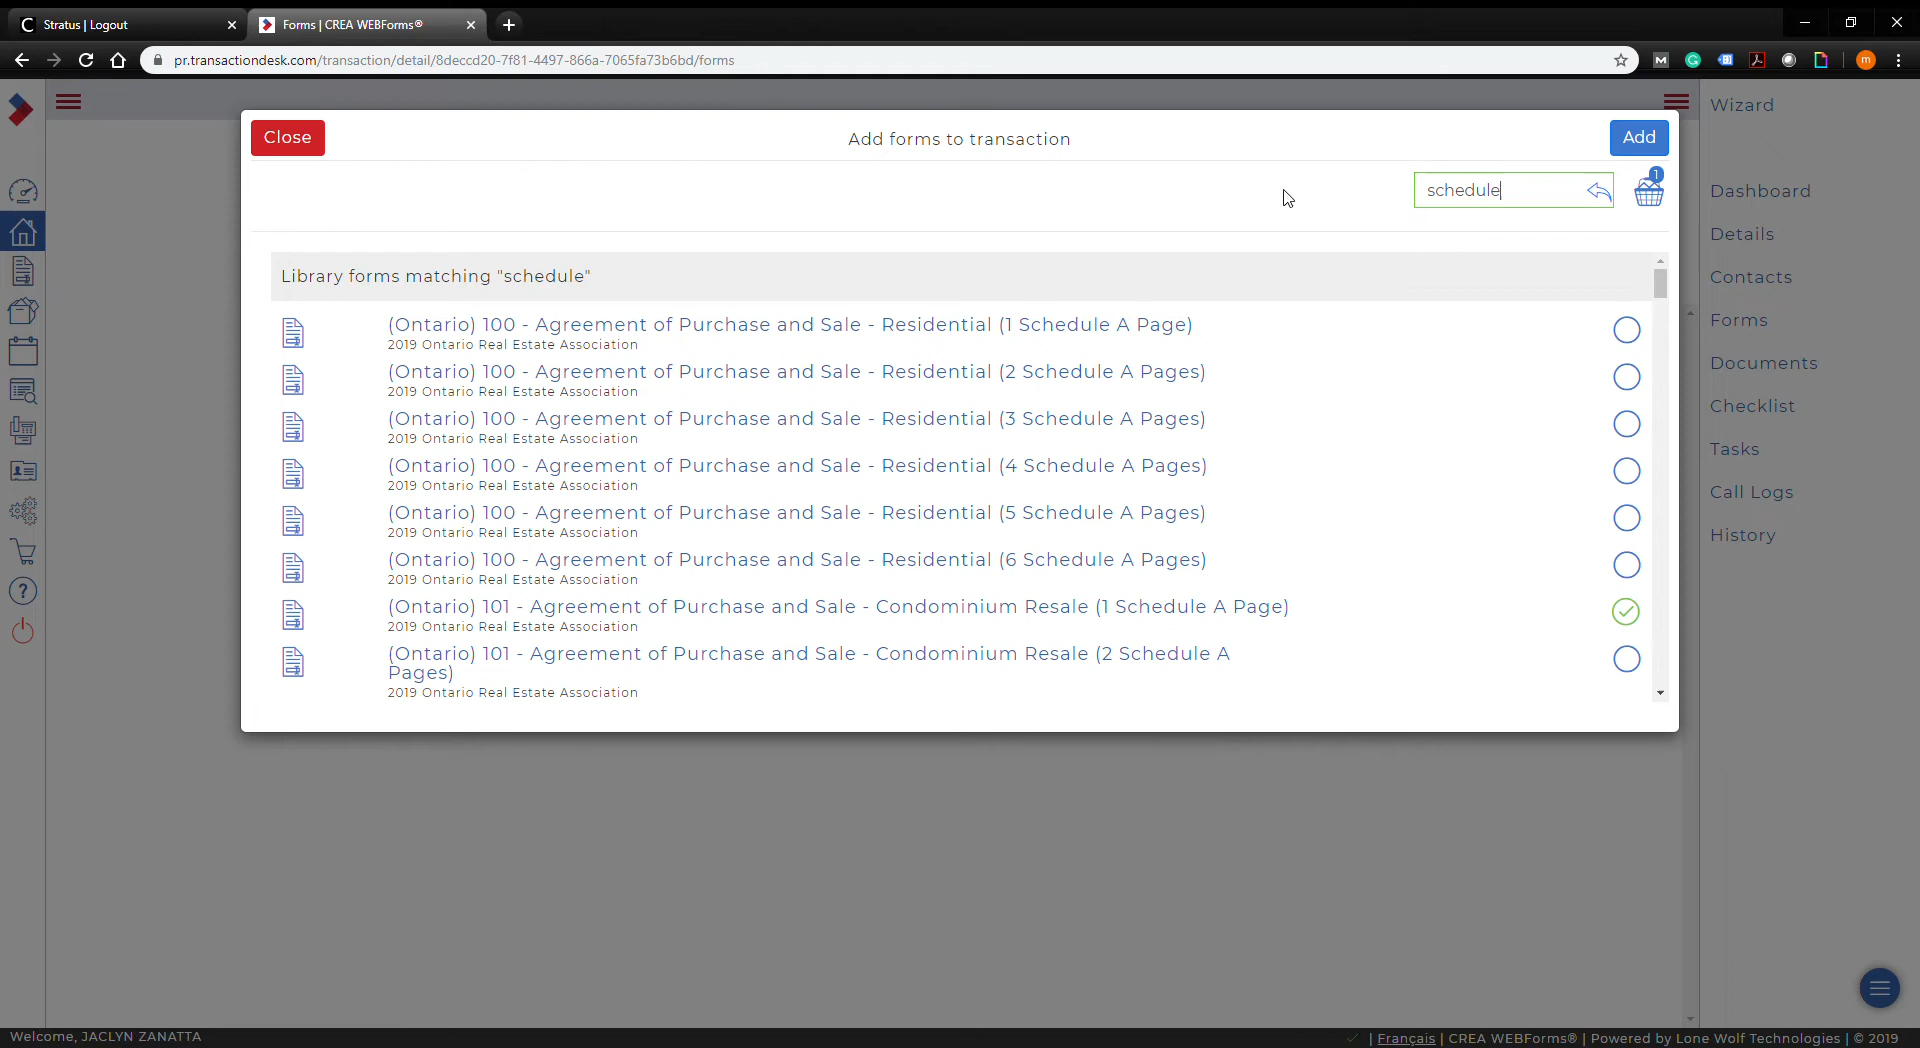 Stratus | Logout
Forms | CREA WEBForms®
pr.transactiondesk.com/transaction/detail/8deccd20-7f81-4497-866a-7065fa73b6bd/forms
m
Close
Add forms to transaction
Add
schedule
1
Library forms matching "schedule"
(Ontario) 100 - Agreement of Purchase and Sale - Residential (1 Schedule A Page)
2019 Ontario Real Estate Association
(Ontario) 100 - Agreement of Purchase and Sale - Residential (2 Schedule A Pages)
2019 Ontario Real Estate Association
(Ontario) 100 - Agreement of Purchase and Sale - Residential (3 Schedule A Pages)
2019 Ontario Real Estate Association
(Ontario) 100 - Agreement of Purchase and Sale - Residential (4 Schedule A Pages)
2019 Ontario Real Estate Association
(Ontario) 100 - Agreement of Purchase and Sale - Residential (5 Schedule A Pages)
2019 Ontario Real Estate Association
(Ontario) 100 - Agreement of Purchase and Sale - Residential (6 Schedule A Pages)
2019 Ontario Real Estate Association
(Ontario) 101 - Agreement of Purchase and Sale - Condominium Resale (1 Schedule A Page)
2019 Ontario Real Estate Association
(Ontario) 101 - Agreement of Purchase and Sale - Condominium Resale (2 Schedule A
Pages)
2019 Ontario Real Estate Association
Wizard
Dashboard
Details
Contacts
Forms
Documents
Checklist
Tasks
Call Logs
History
Welcome, JACLYN ZANATTA
| Français | CREA WEBForms® | Powered by Lone Wolf Technologies | © 2019